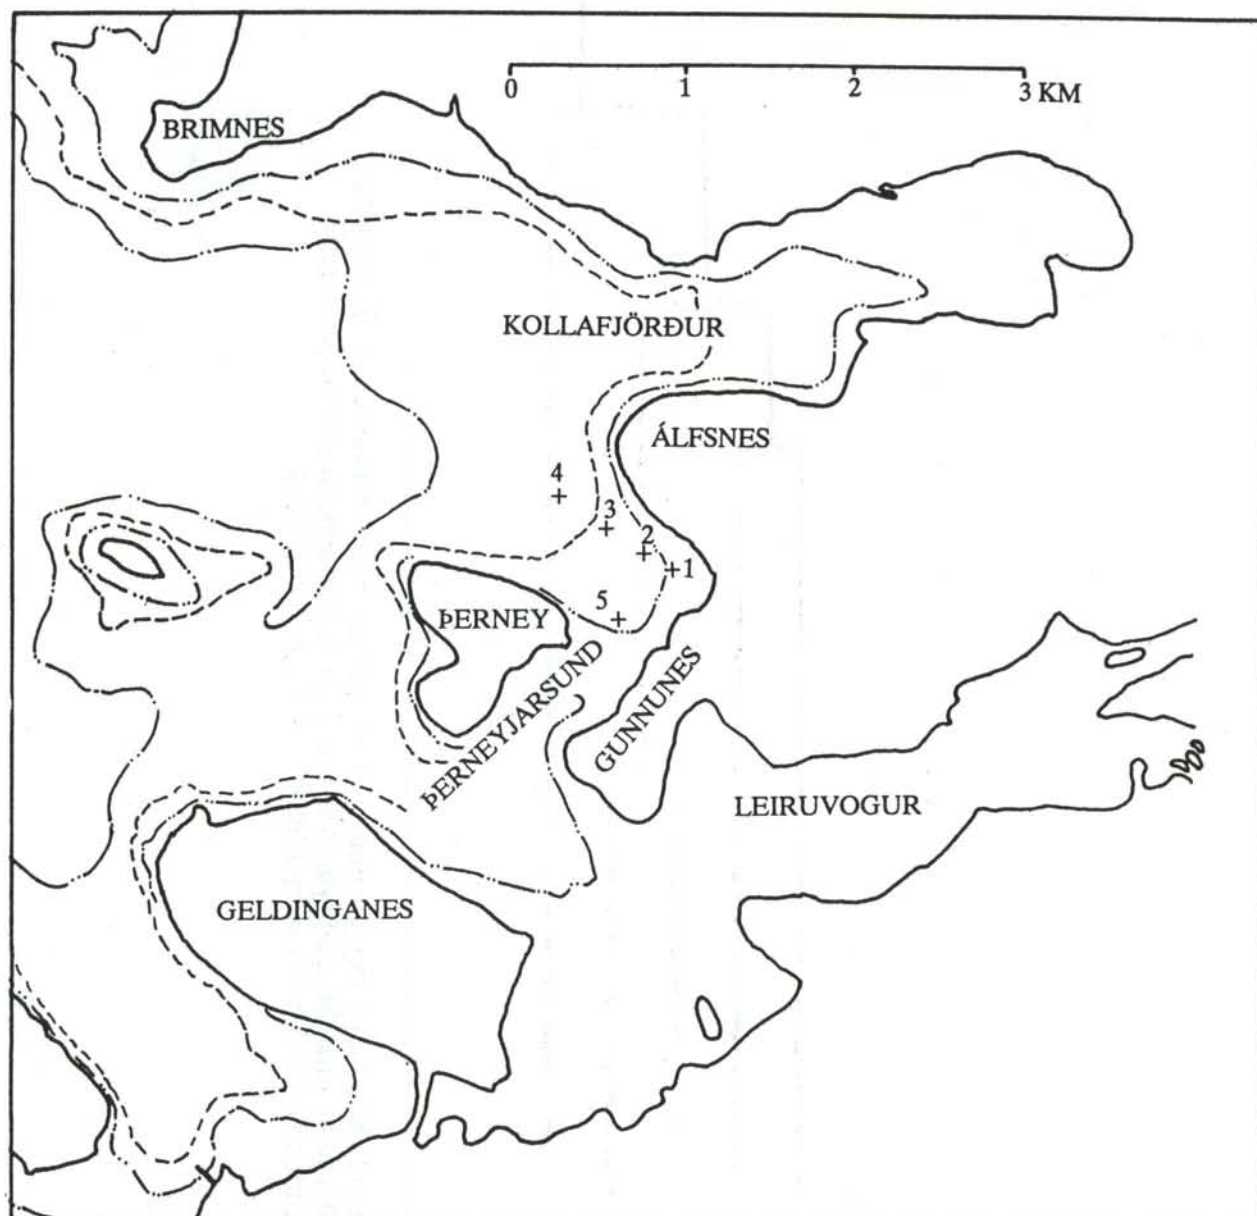 0 1 2 3 KM
BRIMNES
KOLLAFJÖRÐUR
ÁLFSNES
4
3
2
1
5
ÞERNEY
ÞERNEYJARSUND
GUNNUNES
LEIRUVOGUR
GELDINGANES